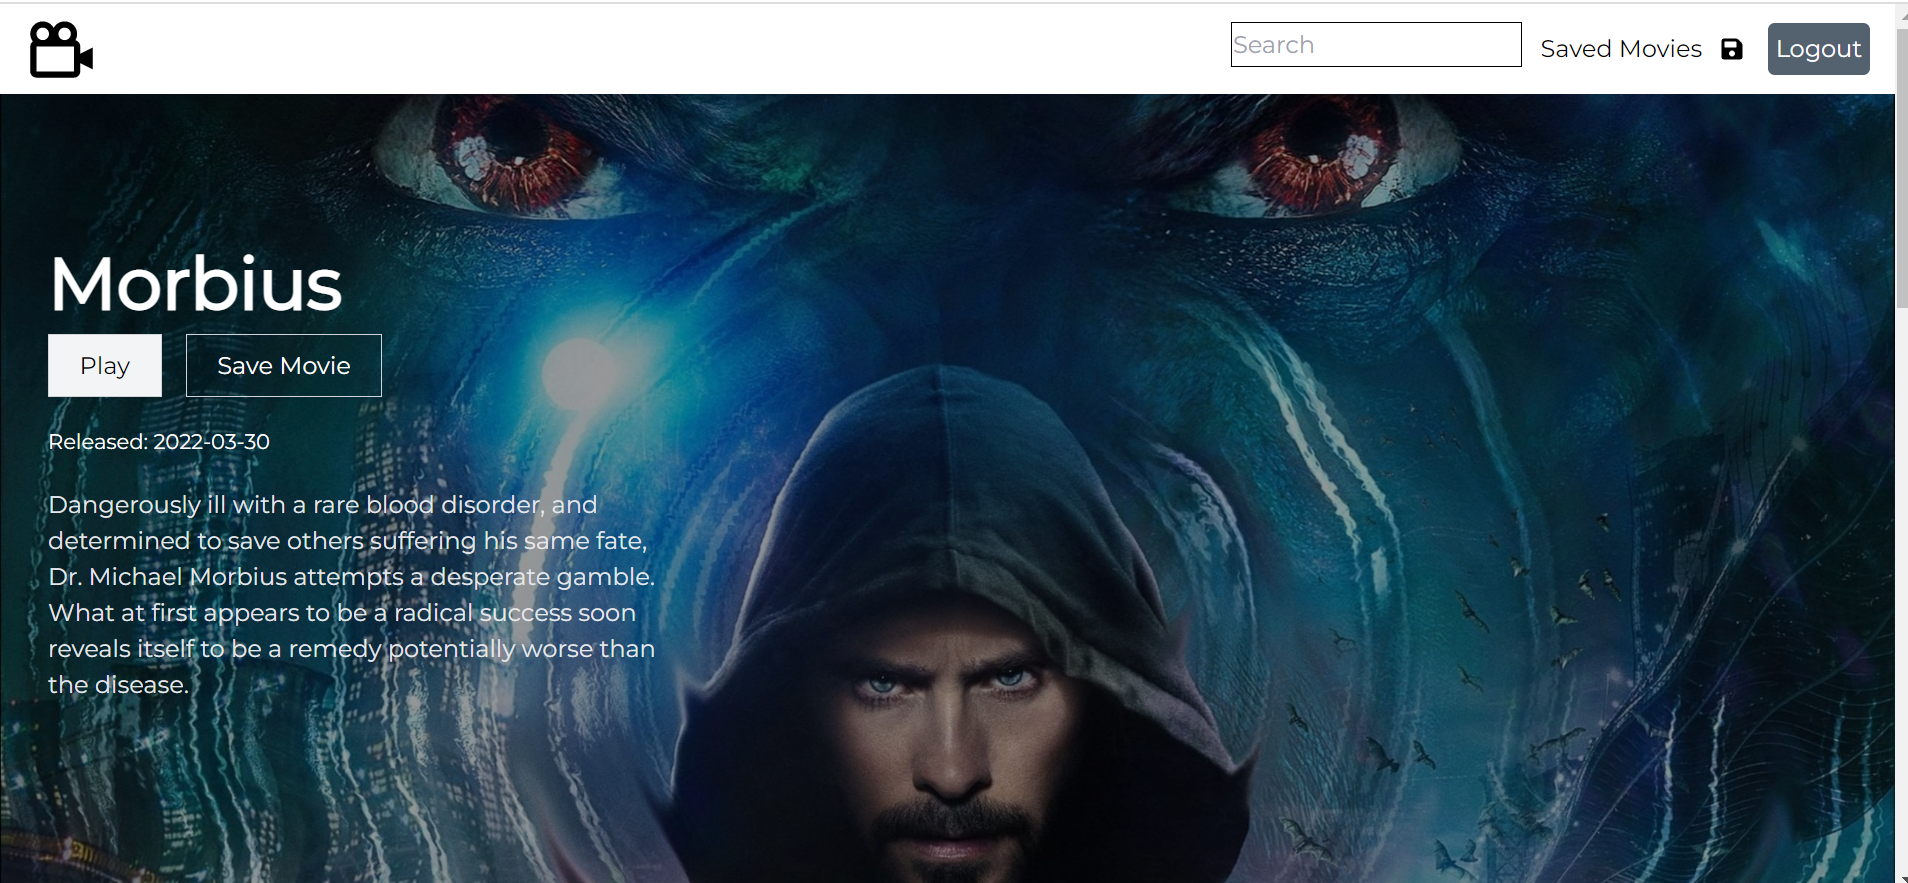 Search
Saved Movies
Logout
Morbius
Play
Save Movie
Released: 2022-03-30
Dangerously ill with a rare blood disorder, and
determined to save others suffering his same fate,
Dr. Michael Morbius attempts a desperate gamble.
What at first appears to be a radical success soon
reveals itself to be a remedy potentially worse than
the disease.